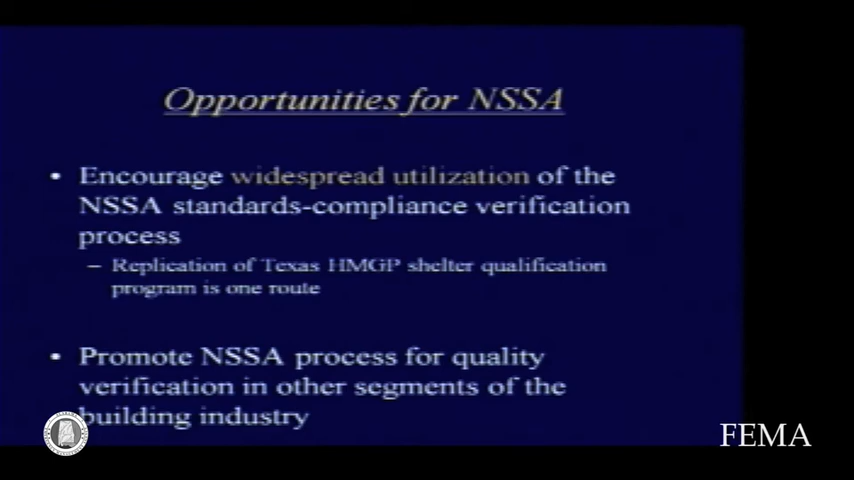 Opportunities for NSSA
• Encourage widespread utilization of the
NSSA standards-compliance verification
process
– Replication of Texas HMGP shelter qualification
program is one route
• Promote NSSA process for quality
verification in other segments of the
building industry
FEMA